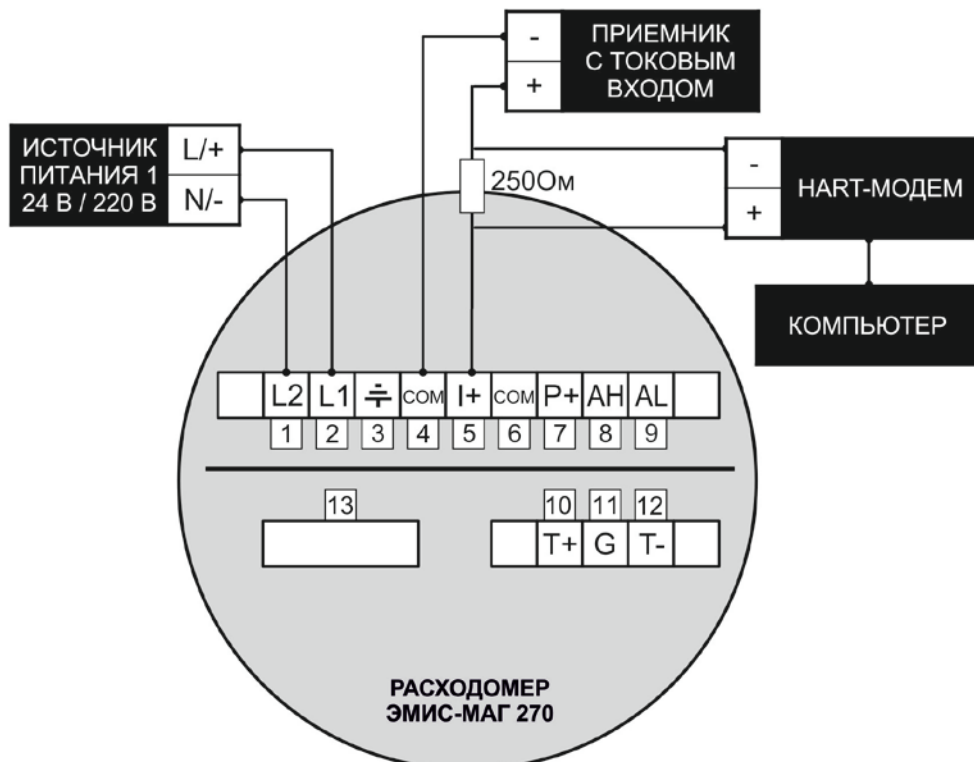 -
+
ПРИЕМНИК
С ТОКОВЫМ
ВХОДОМ
ИСТОЧНИК
ПИТАНИЯ 1
24 В / 220 В
L/+
N/-
250Ом
-
+
HART-МОДЕМ
КОМПЬЮТЕР
L2 L1 COM I+ COM P+ AH AL
1 2 3 4 5 6 7 8 9
13 10 11 12
T+ G T-
РАСХОДОМЕР
ЭМИС-МАГ 270